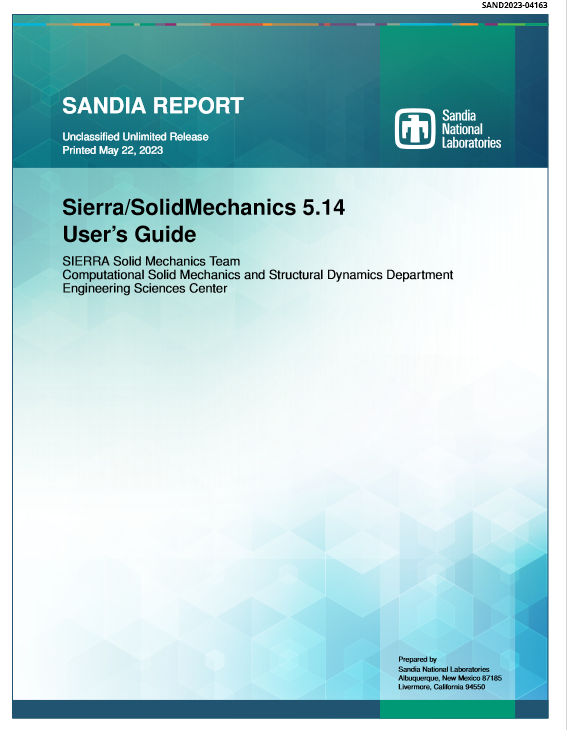 SAND2023-04163
SANDIA REPORT
Unclassified Unlimited Release
Printed May 22, 2023
Sandia
National
Laboratories
Sierra/SolidMechanics 5.14
User's Guide
SIERRA Solid Mechanics Team
Computational Solid Mechanics and Structural Dynamics Department
Engineering Sciences Center
Prepared by
Sandia National Laboratories
Albuquerque, New Mexico 87185
Livermore, California 94550